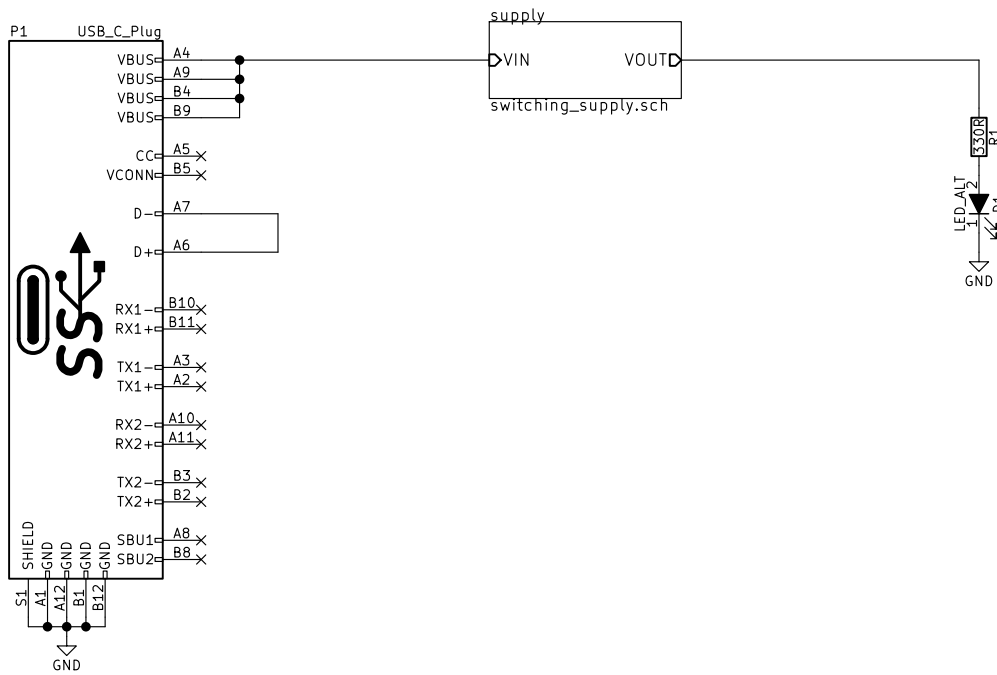 supply
P1 USB_C_Plug
VBUS A4
VIN VOUT
VBUS A9
VBUS B4
switching_supply.sch
VBUS B9
330R
R1
CC A5
VCONN B5
LED_ALT
2
1
D- A7
D+ A6
GND
RX1- B10
RX1+ B11
SS
TX1- A3
TX1+ A2
RX2- A10
RX2+ A11
TX2- B3
TX2+ B2
SBU1 A8
SBU2 B8
SHIELD GND GND GND GND
S1 A1 A12 B1 B12
GND